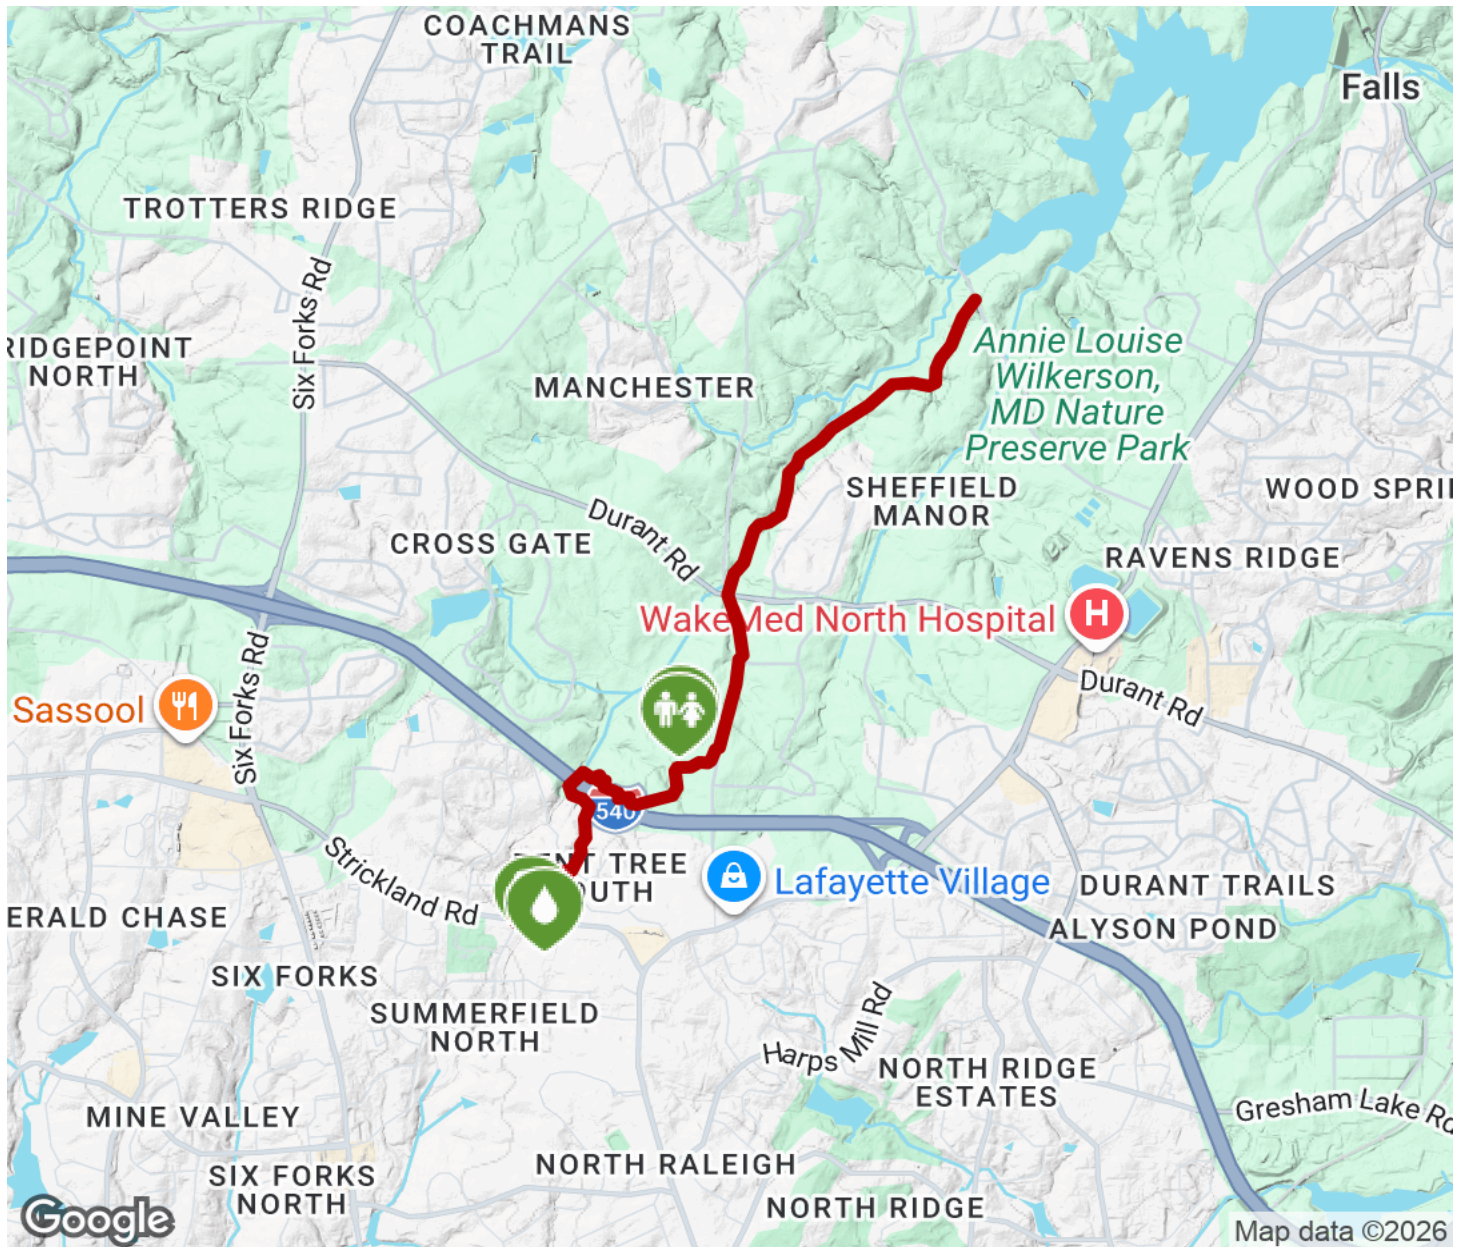 COACHMANS
TRAIL
Falls
TROTTERS RIDGE
Six Forks Rd
RIDGEPOINT
NORTH
MANCHESTER
Annie Louise
Wilkerson,
MD Nature
Preserve Park
SHEFFIELD
MANOR
WOOD SPRI
Durant Rd
CROSS GATE
RAVENS RIDGE
WakeMed North Hospital
H
Six Forks Rd
Sassool
Durant Rd
540
Strickland Rd
BENT TREE
SOUTH
Lafayette Village
DURANT TRAILS
ERALD CHASE
ALYSON POND
SIX FORKS
SUMMERFIELD
NORTH
Harps Mill Rd
NORTH RIDGE
ESTATES
MINE VALLEY
Gresham Lake Rd
SIX FORKS
NORTH
NORTH RALEIGH
NORTH RIDGE
Google
Map data ©2026